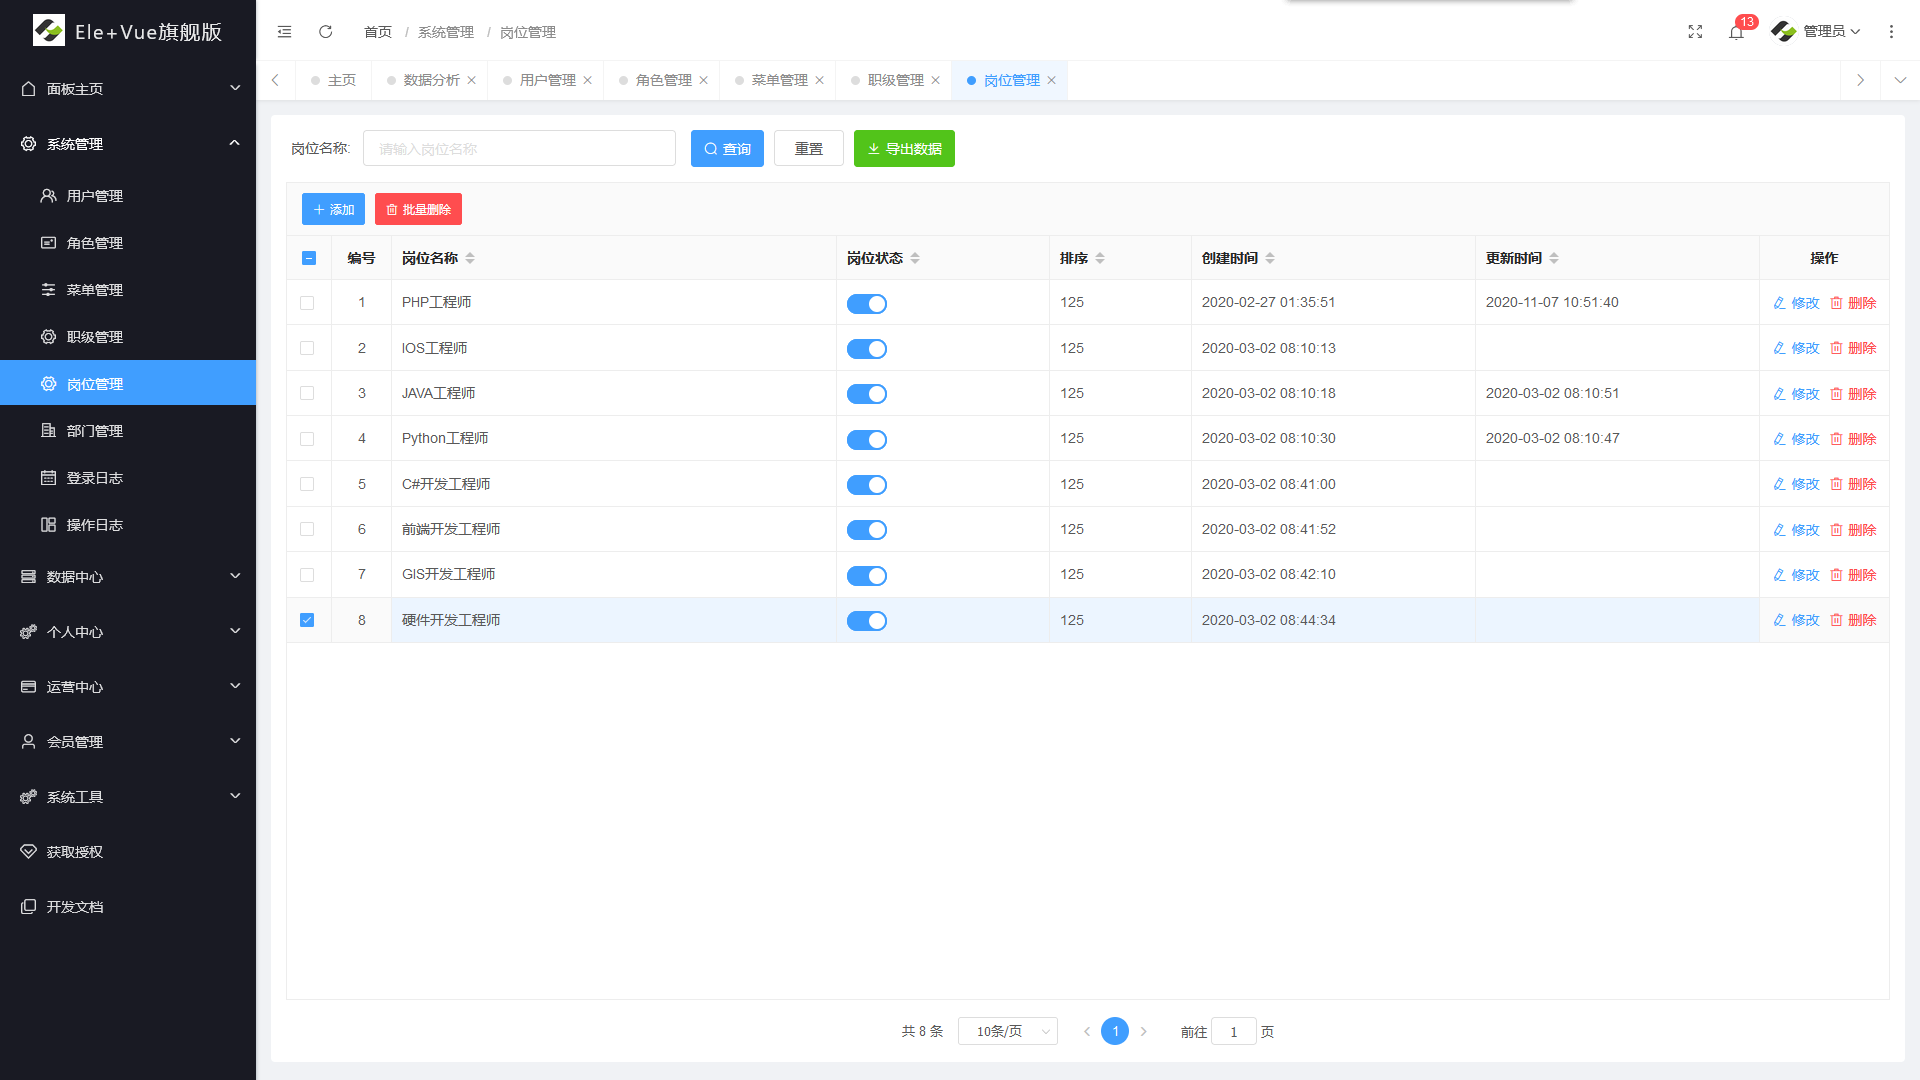 Ele+Vue旗舰版
面板主页
系统管理
用户管理
角色管理
菜单管理
职级管理
岗位管理
部门管理
登录日志
操作日志
数据中心
个人中心
运营中心
会员管理
系统工具
获取授权
开发文档
首页 / 系统管理 / 岗位管理
13
管理员
主页 数据分析 用户管理 角色管理 菜单管理 职级管理 岗位管理
岗位名称: 请输入岗位名称 查询 重置 导出数据
添加 批量删除
编号 岗位名称 岗位状态 排序 创建时间 更新时间 操作
1 PHP工程师 125 2020-02-27 01:35:51 2020-11-07 10:51:40 修改 删除
2 IOS工程师 125 2020-03-02 08:10:13 修改 删除
3 JAVA工程师 125 2020-03-02 08:10:18 2020-03-02 08:10:51 修改 删除
4 Python工程师 125 2020-03-02 08:10:30 2020-03-02 08:10:47 修改 删除
5 C#开发工程师 125 2020-03-02 08:41:00 修改 删除
6 前端开发工程师 125 2020-03-02 08:41:52 修改 删除
7 GIS开发工程师 125 2020-03-02 08:42:10 修改 删除
8 硬件开发工程师 125 2020-03-02 08:44:34 修改 删除
共 8 条 10条/页 1 前往 1 页